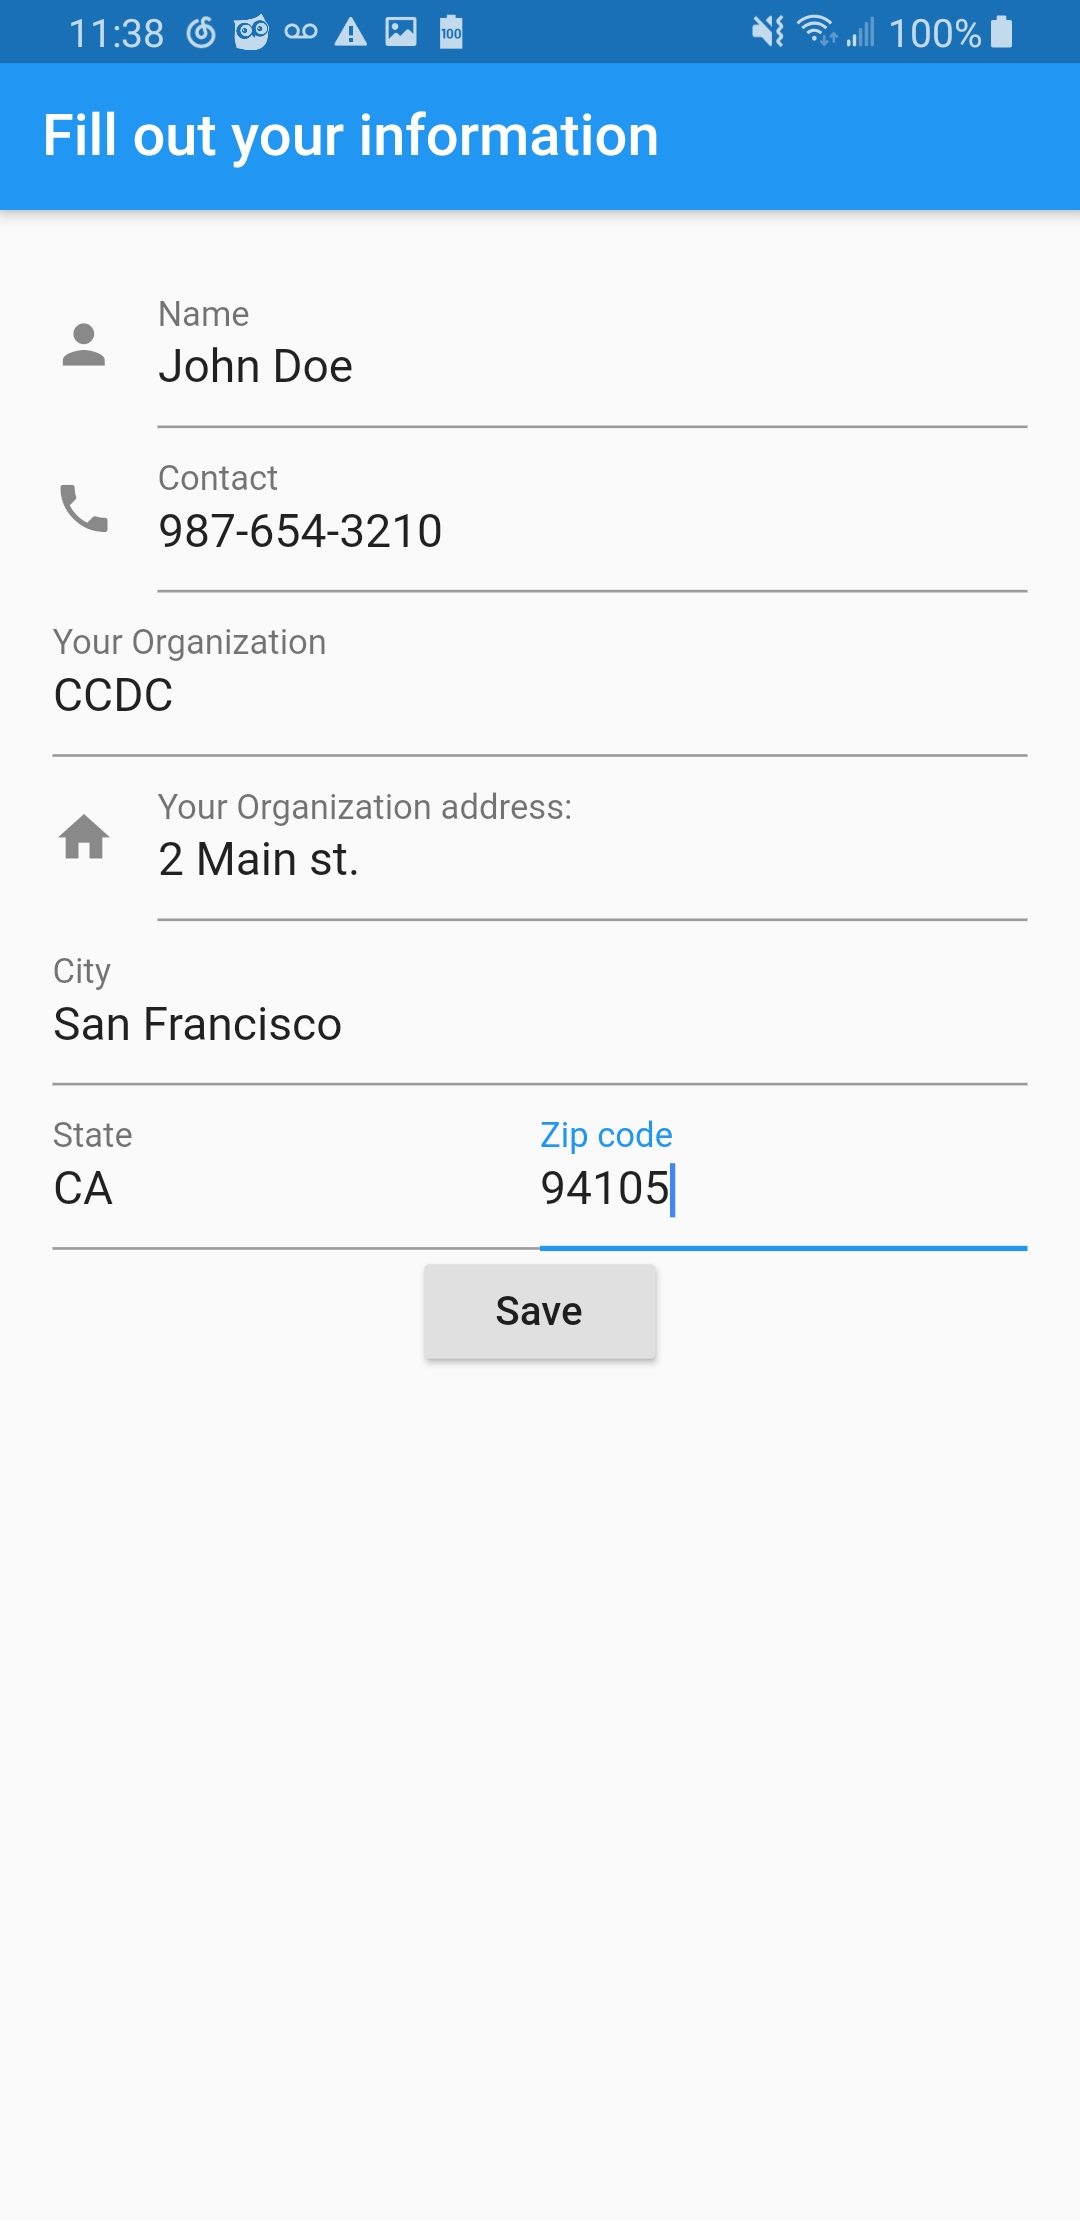 11:38 100 100%
Fill out your information
Name
John Doe
Contact
987-654-3210
Your Organization
CCDC
Your Organization address:
2 Main st.
City
San Francisco
State Zip code
CA 94105
Save